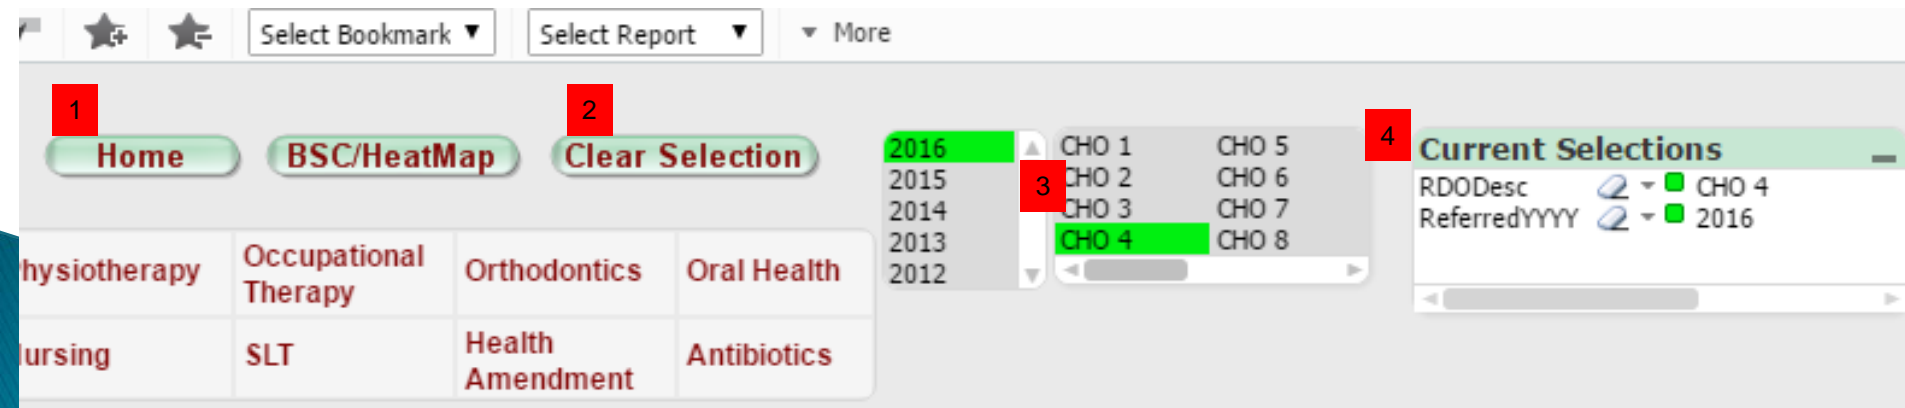 Select Bookmark
Select Report
More
1
2
Home
BSC/HeatMap
Clear Selection
2016
2015
2014
2013
2012
3
CHO 1 CHO 5
CHO 2 CHO 6
CHO 3 CHO 7
CHO 4 CHO 8
4
Current Selections
RDODesc CHO 4
ReferredYYYY 2016
hysiotherapy
Occupational
Therapy
Orthodontics
Oral Health
ursing
SLT
Health
Amendment
Antibiotics